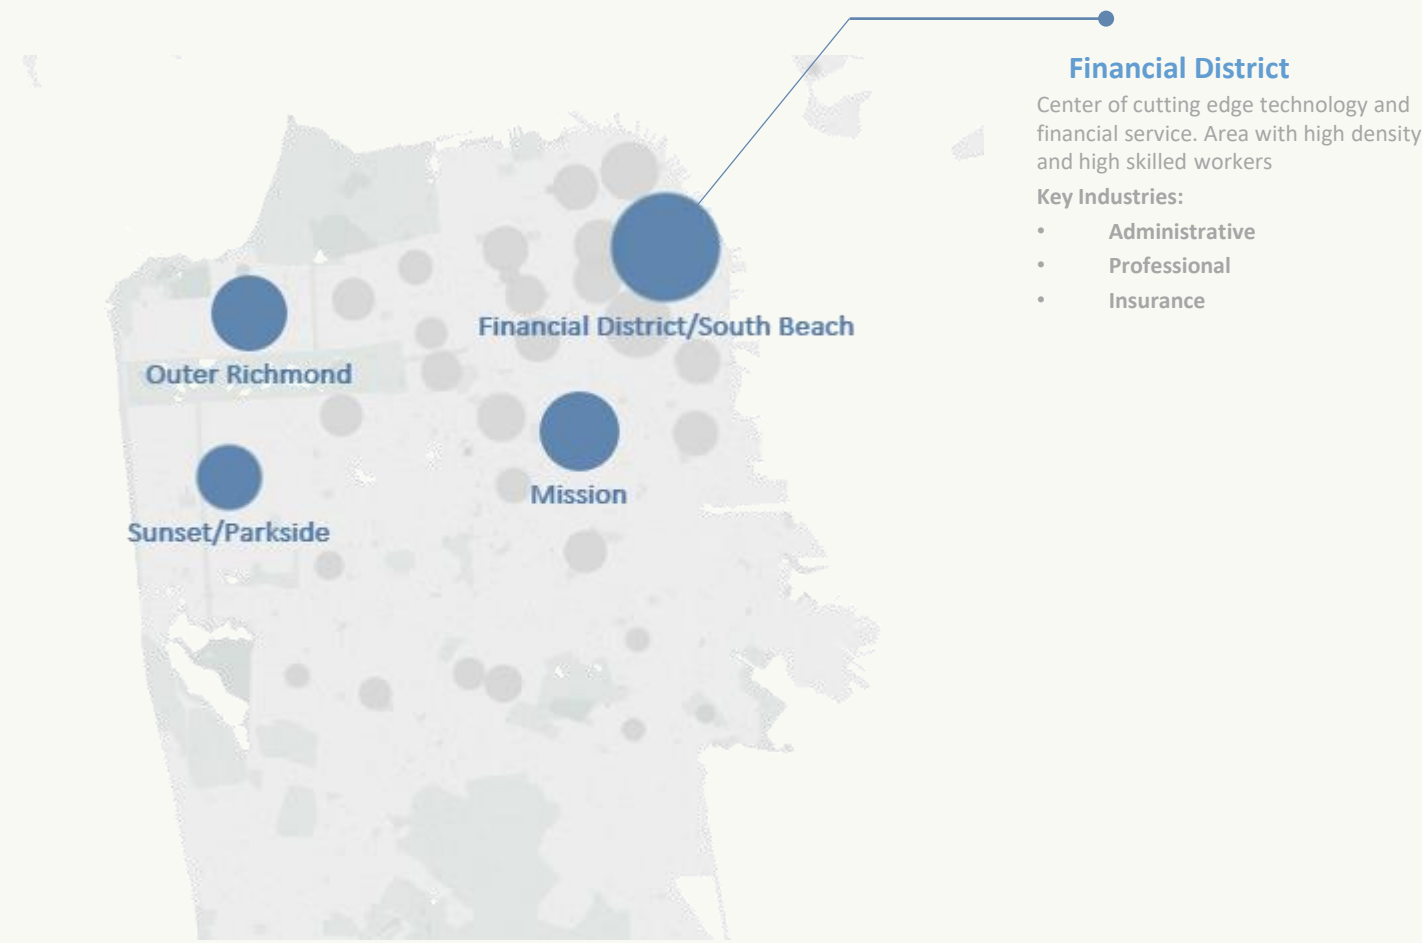 Financial District
Center of cutting edge technology and
financial service. Area with high density
and high skilled workers
Key Industries:
• Administrative
• Professional
• Insurance
Financial District/South Beach
Outer Richmond
Mission
Sunset/Parkside